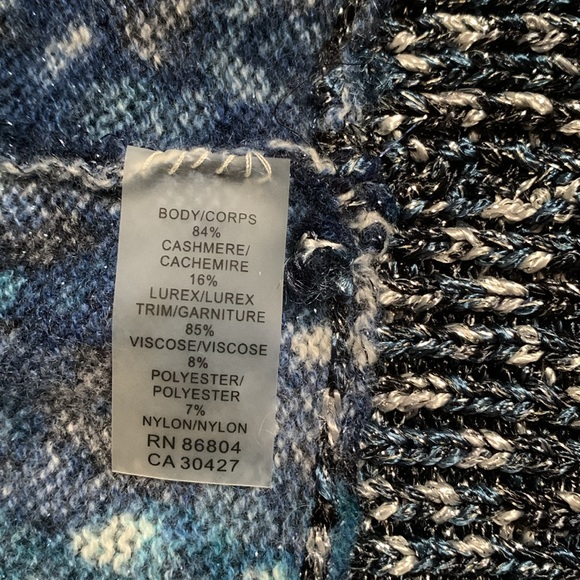 BODY/CORPS
84%
CASHMERE/
CACHEMIRE
16%
LUREX/LUREX
TRIM/GARNITURE
85%
VISCOSE/VISCOSE
8%
POLYESTER/
POLYESTER
7%
NYLON/NYLON
RN 86804
CA 30427